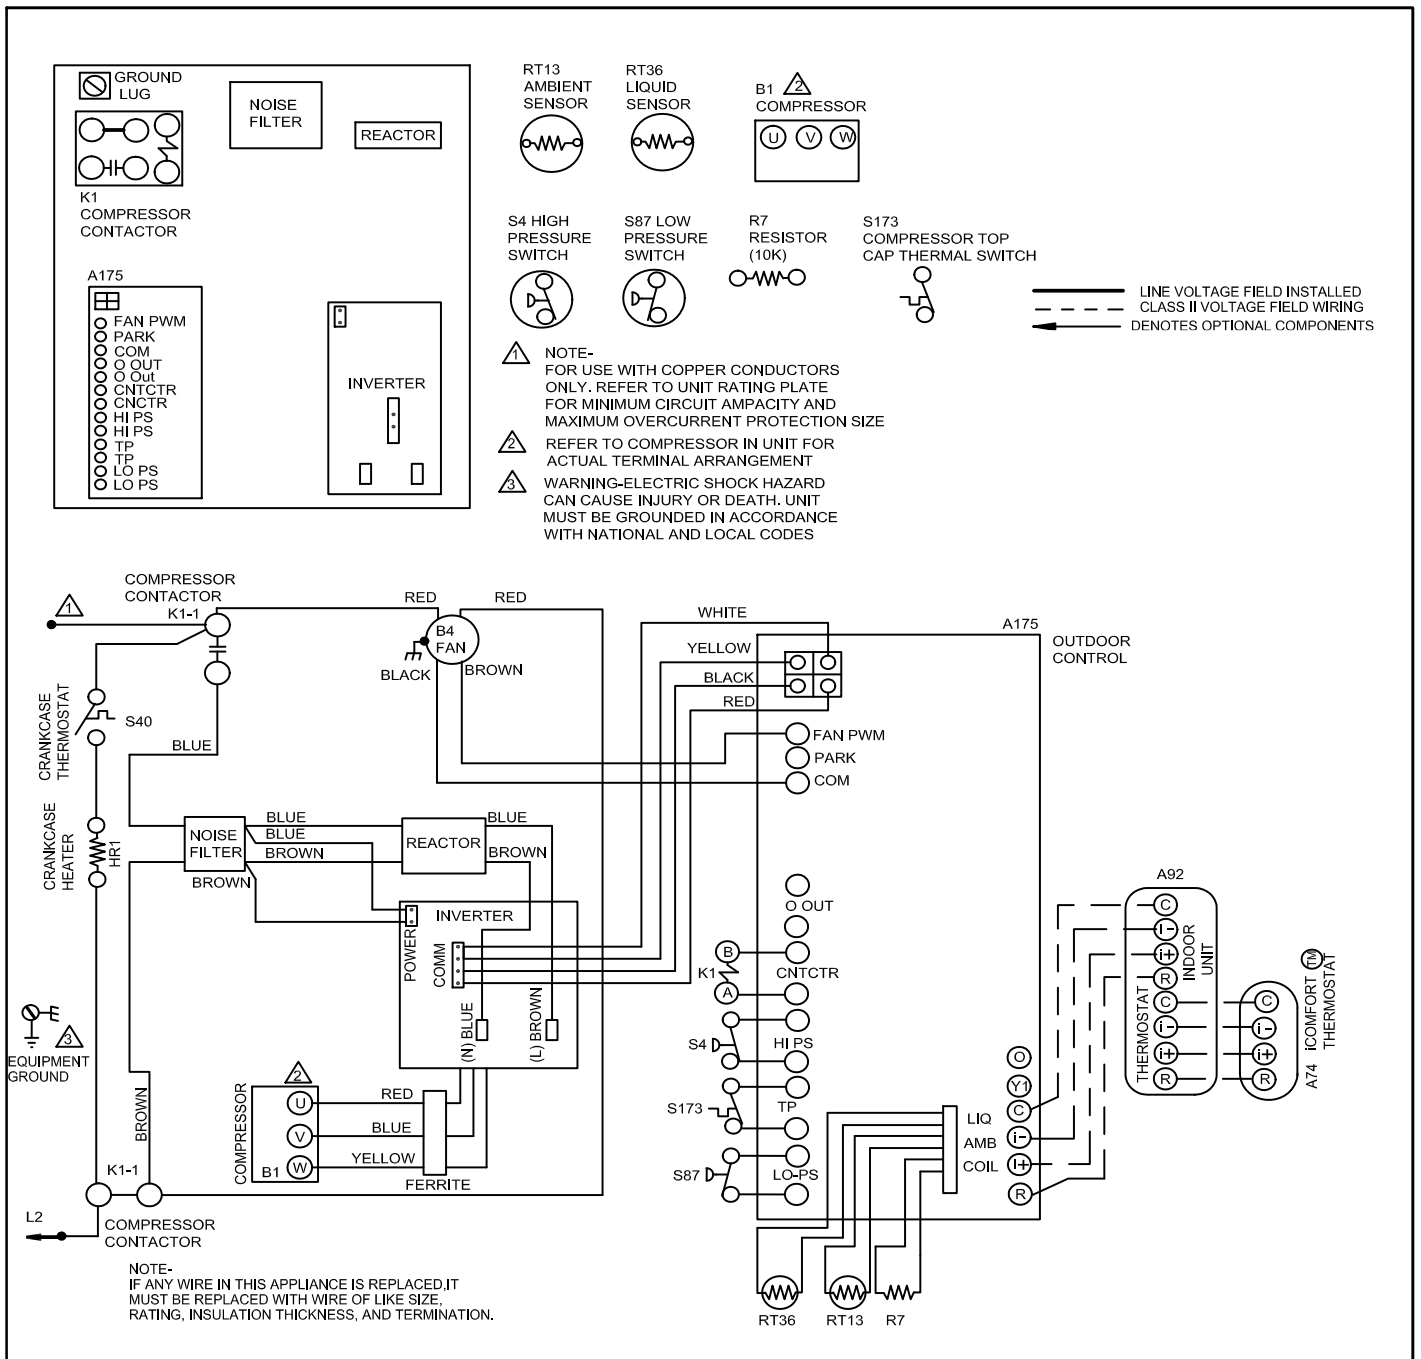 GROUND
LUG
NOISE
FILTER
REACTOR
K1
COMPRESSOR
CONTACTOR
A175
FAN PWM
PARK
COM
O OUT
O Out
CNTCTR
CNCTR
HI PS
HI PS
TP
TP
LO PS
LO PS
INVERTER
RT13
AMBIENT
SENSOR
RT36
LIQUID
SENSOR
B1 2
COMPRESSOR
U V W
S4 HIGH
PRESSURE
SWITCH
S87 LOW
PRESSURE
SWITCH
R7
RESISTOR
(10K)
S173
COMPRESSOR TOP
CAP THERMAL SWITCH
LINE VOLTAGE FIELD INSTALLED
CLASS II VOLTAGE FIELD WIRING
DENOTES OPTIONAL COMPONENTS
1 NOTE-
FOR USE WITH COPPER CONDUCTORS
ONLY. REFER TO UNIT RATING PLATE
FOR MINIMUM CIRCUIT AMPACITY AND
MAXIMUM OVERCURRENT PROTECTION SIZE
2 REFER TO COMPRESSOR IN UNIT FOR
ACTUAL TERMINAL ARRANGEMENT
3 WARNING-ELECTRIC SHOCK HAZARD
CAN CAUSE INJURY OR DEATH. UNIT
MUST BE GROUNDED IN ACCORDANCE
WITH NATIONAL AND LOCAL CODES
COMPRESSOR
CONTACTOR
K1-1
1
RED
RED
B4
FAN
BLACK
BROWN
CRANKCASE
THERMOSTAT
S40
BLUE
CRANKCASE
HEATER
HR1
NOISE
FILTER
BLUE
BLUE
BROWN
BROWN
REACTOR
BLUE
BROWN
INVERTER
POWER
COMM
(N) BLUE
(L) BROWN
3
EQUIPMENT
GROUND
BROWN
K1-1
L2
COMPRESSOR
CONTACTOR
2
COMPRESSOR
B1
U
V
W
RED
BLUE
YELLOW
FERRITE
WHITE
YELLOW
BLACK
RED
A175
OUTDOOR
CONTROL
FAN PWM
PARK
COM
O OUT
B
K1
A
CNTCTR
S4
HI PS
S173
TP
S87
LO-PS
LIQ
AMB
COIL
O
Y1
C
i-
I+
R
RT36
RT13
R7
A92
C
i-
i+
R
C
i-
i+
R
INDOOR
UNIT
THERMOSTAT
C
i-
i+
R
A74 iCOMFORT TM
THERMOSTAT
NOTE-
IF ANY WIRE IN THIS APPLIANCE IS REPLACED,IT
MUST BE REPLACED WITH WIRE OF LIKE SIZE,
RATING, INSULATION THICKNESS, AND TERMINATION.